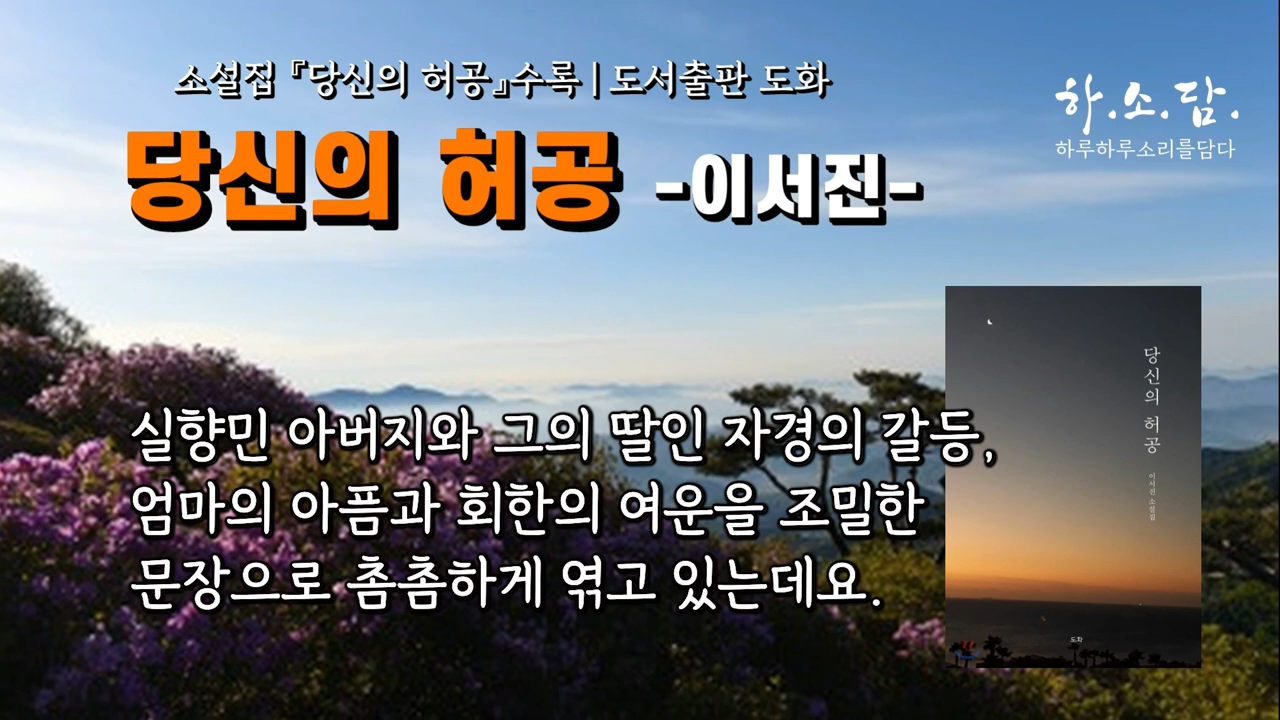 소설집 『당신의 허공』수록 | 도서출판 도화
당신의 허공 -이서진-
하.소.담.
하루하루소리를담다
실향민 아버지와 그의 딸인 자경의 갈등,
엄마의 아픔과 회한의 여운을 조밀한
문장으로 촘촘하게 엮고 있는데요.
당신의 허공
이서진 소설집
도화